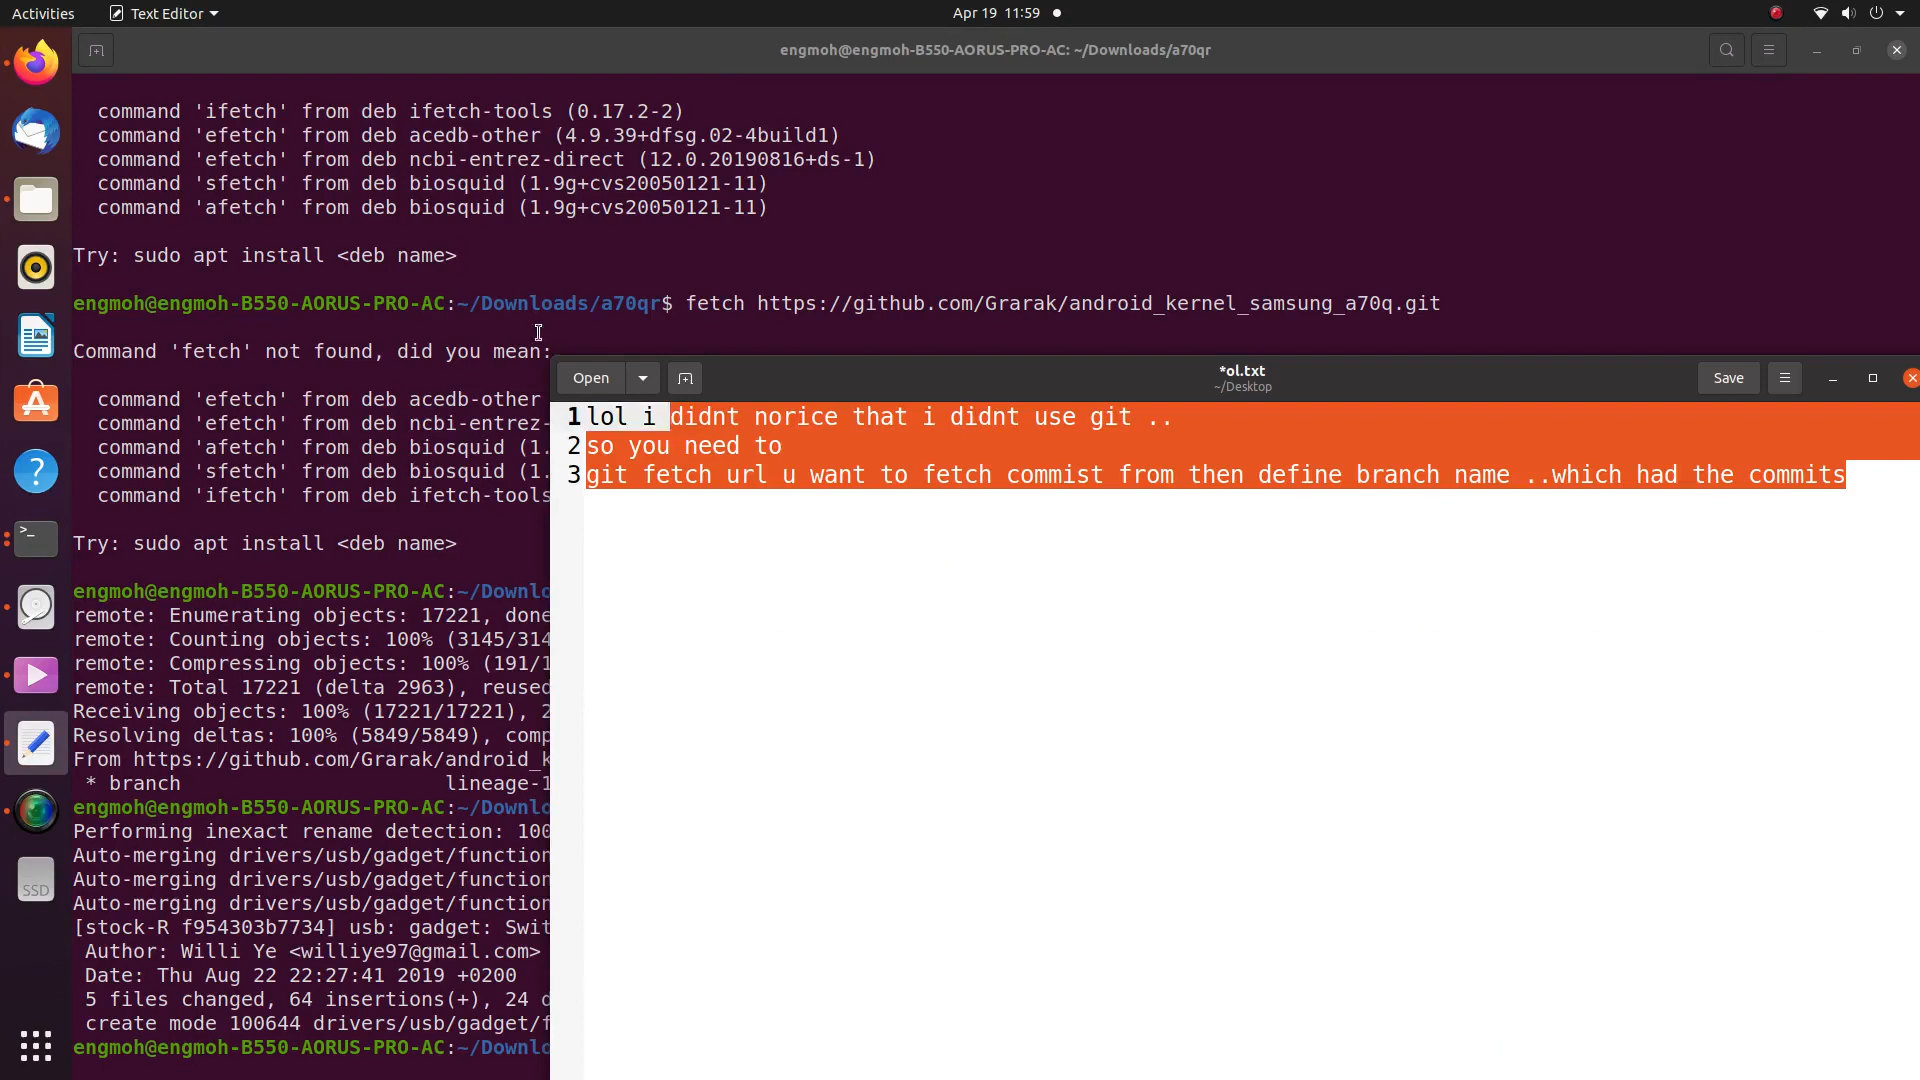 Activities
Text Editor
Apr 19 11:59
engmoh@engmoh-B550-AORUS-PRO-AC: ~/Downloads/a70qr
command 'ifetch' from deb ifetch-tools (0.17.2-2)
command 'efetch' from deb acedb-other (4.9.39+dfsg.02-4build1)
command 'efetch' from deb ncbi-entrez-direct (12.0.20190816+ds-1)
command 'sfetch' from deb biosquid (1.9g+cvs20050121-11)
command 'afetch' from deb biosquid (1.9g+cvs20050121-11)
Try: sudo apt install <deb name>
engmoh@engmoh-B550-AORUS-PRO-AC:~/Downloads/a70qr$ fetch https://github.com/Grarak/android_kernel_samsung_a70q.git
Command 'fetch' not found, did you mean:
command 'efetch' from deb acedb-other
command 'efetch' from deb ncbi-entrez-
command 'afetch' from deb biosquid (1.
command 'sfetch' from deb biosquid (1.
command 'ifetch' from deb ifetch-tools
Try: sudo apt install <deb name>
engmoh@engmoh-B550-AORUS-PRO-AC:~/Downlo
remote: Enumerating objects: 17221, done
remote: Counting objects: 100% (3145/314
remote: Compressing objects: 100% (191/1
remote: Total 17221 (delta 2963), reused
Receiving objects: 100% (17221/17221), 2
Resolving deltas: 100% (5849/5849), comp
From https://github.com/Grarak/android_k
* branch lineage-1
engmoh@engmoh-B550-AORUS-PRO-AC:~/Downlo
Performing inexact rename detection: 100
Auto-merging drivers/usb/gadget/function
Auto-merging drivers/usb/gadget/function
Auto-merging drivers/usb/gadget/function
[stock-R f954303b7734] usb: gadget: Swit
Author: Willi Ye <williye97@gmail.com>
Date: Thu Aug 22 22:27:41 2019 +0200
5 files changed, 64 insertions(+), 24 d
create mode 100644 drivers/usb/gadget/f
engmoh@engmoh-B550-AORUS-PRO-AC:~/Downlo
Open
*ol.txt
~/Desktop
Save
1 lol i didnt norice that i didnt use git ..
2 so you need to
3 git fetch url u want to fetch commist from then define branch name ..which had the commits
SSD